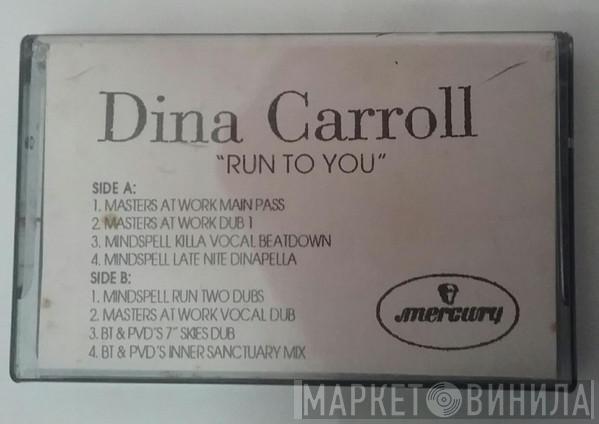 Dina Carroll
"RUN TO YOU"
SIDE A:
1. MASTERS AT WORK MAIN PASS
2. MASTERS AT WORK DUB 1
3. MINDSPELL KILLA VOCAL BEATDOWN
4. MINDSPELL LATE NITE DINAPELLA
SIDE B:
1. MINDSPELL RUN TWO DUBS
2. MASTERS AT WORK VOCAL DUB
3. BT & PVD'S 7" SKIES DUB
4. BT & PVD'S INNER SANCTUARY MIX
mercury
МАРКЕТ ВИНИЛА